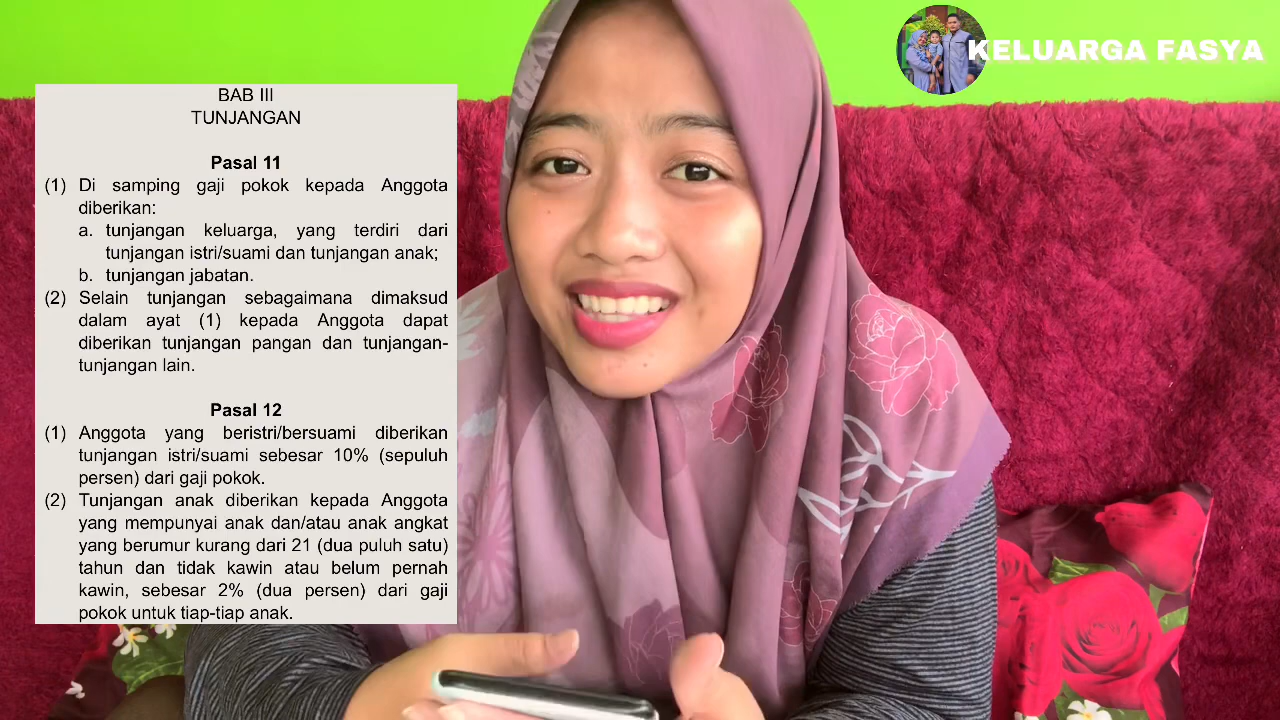 KELUARGA FASYA
BAB III
TUNJANGAN
Pasal 11
(1) Di samping gaji pokok kepada Anggota
diberikan:
a. tunjangan keluarga, yang terdiri dari
tunjangan istri/suami dan tunjangan anak;
b. tunjangan jabatan.
(2) Selain tunjangan sebagaimana dimaksud
dalam ayat (1) kepada Anggota dapat
diberikan tunjangan pangan dan tunjangan-
tunjangan lain.
Pasal 12
(1) Anggota yang beristri/bersuami diberikan
tunjangan istri/suami sebesar 10% (sepuluh
persen) dari gaji pokok.
(2) Tunjangan anak diberikan kepada Anggota
yang mempunyai anak dan/atau anak angkat
yang berumur kurang dari 21 (dua puluh satu)
tahun dan tidak kawin atau belum pernah
kawin, sebesar 2% (dua persen) dari gaji
pokok untuk tiap-tiap anak.